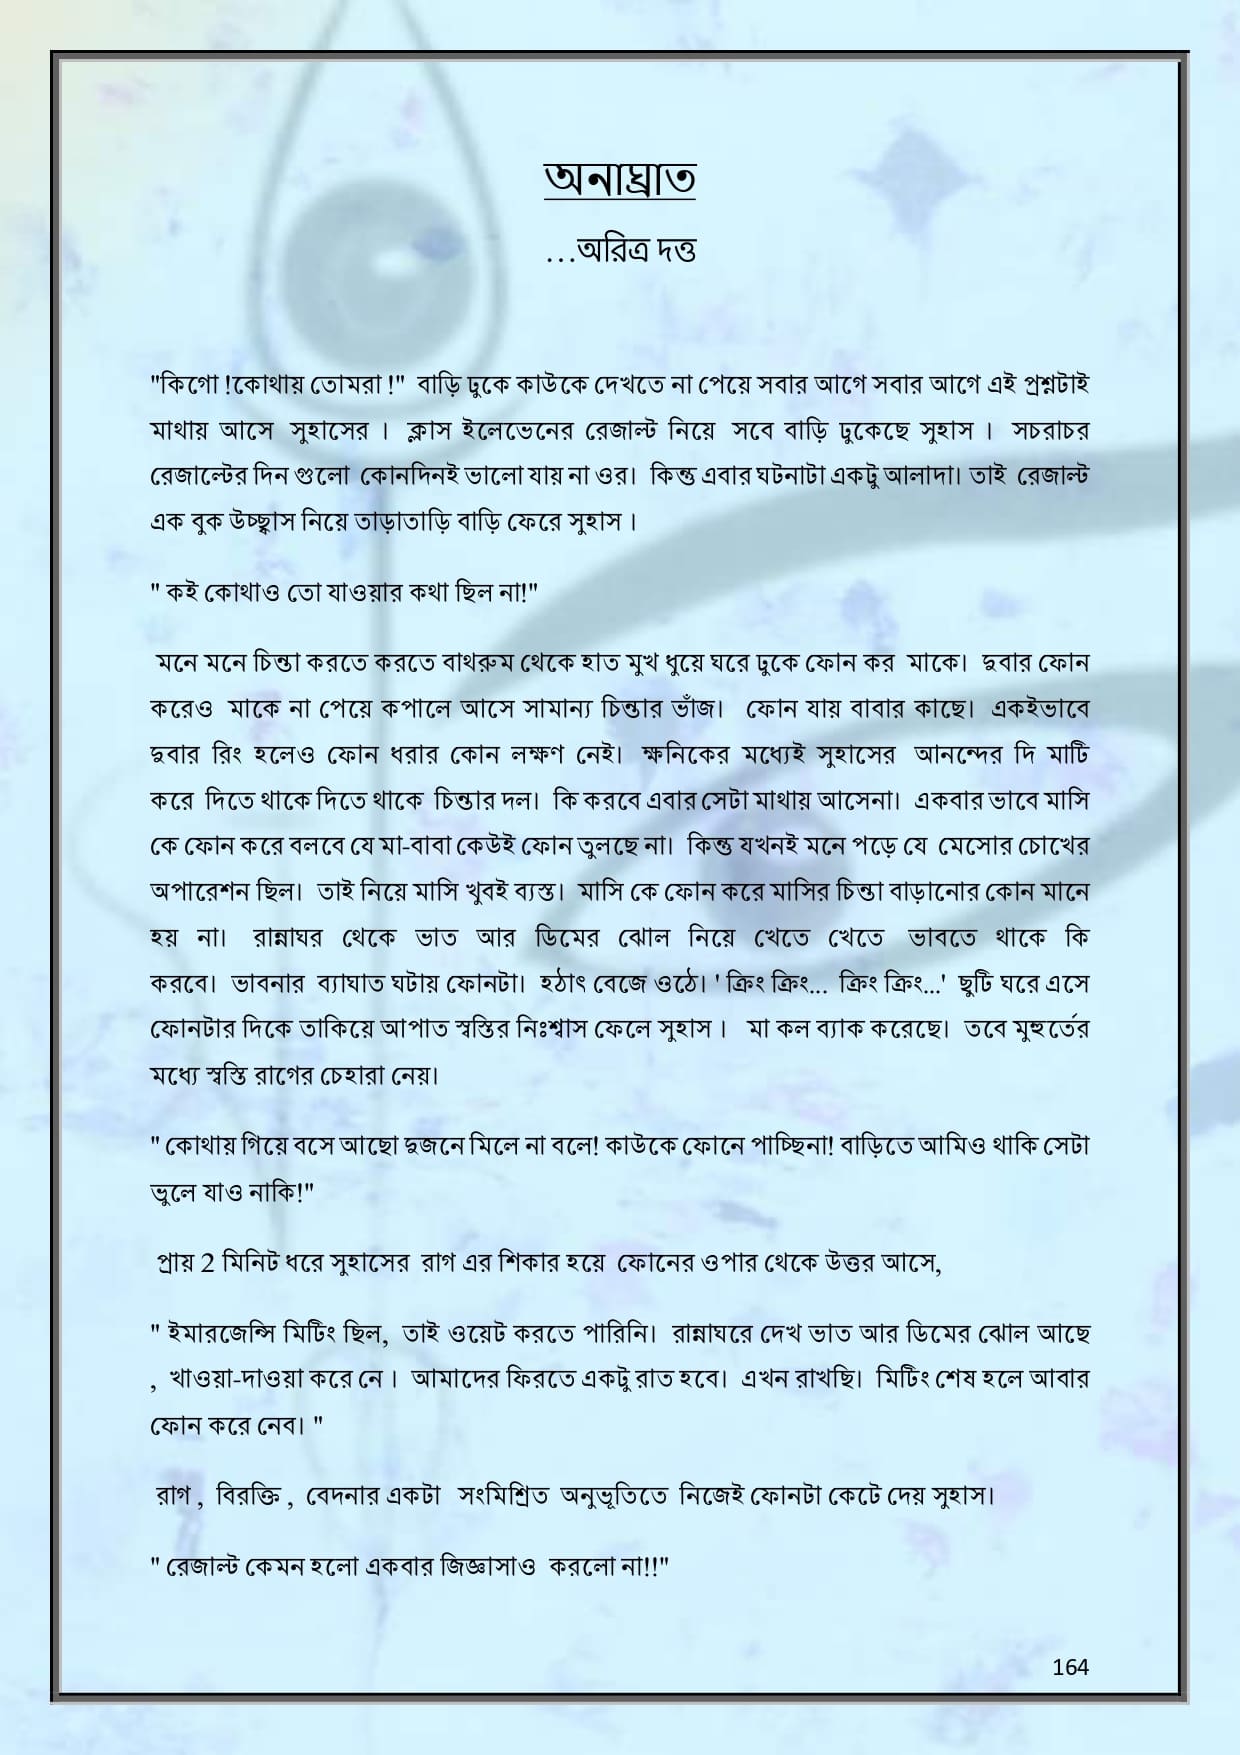 অনাঘ্রাত
...অরিত্র দত্ত
"কিগো !কোথায় তোমরা !" বাড়ি ঢুকে কাউকে দেখতে না পেয়ে সবার আগে সবার আগে এই প্রশ্নটাই
মাথায় আসে সুহাসের । ক্লাস ইলেভেনের রেজাল্ট নিয়ে সবে বাড়ি ঢুকেছে সুহাস । সচরাচর
রেজাল্টের দিন গুলো কোনদিনই ভালো যায় না ওর। কিন্তু এবার ঘটনাটা একটু আলাদা। তাই রেজাল্ট
এক বুক উচ্ছ্বাস নিয়ে তাড়াতাড়ি বাড়ি ফেরে সুহাস ।
" কই কোথাও তো যাওয়ার কথা ছিল না!"
মনে মনে চিন্তা করতে করতে বাথরুম থেকে হাত মুখ ধুয়ে ঘরে ঢুকে ফোন কর মাকে। দুবার ফোন
করেও মাকে না পেয়ে কপালে আসে সামান্য চিন্তার ভাঁজ। ফোন যায় বাবার কাছে। একইভাবে
দুবার রিং হলেও ফোন ধরার কোন লক্ষণ নেই। ক্ষনিকের মধ্যেই সুহাসের আনন্দের দি মাটি
করে দিতে থাকে দিতে থাকে চিন্তার দল। কি করবে এবার সেটা মাথায় আসেনা। একবার ভাবে মাসি
কে ফোন করে বলবে যে মা-বাবা কেউই ফোন তুলছে না। কিন্তু যখনই মনে পড়ে যে মেসোর চোখের
অপারেশন ছিল। তাই নিয়ে মাসি খুবই ব্যস্ত। মাসি কে ফোন করে মাসির চিন্তা বাড়ানোর কোন মানে
হয় না। রান্নাঘর থেকে ভাত আর ডিমের ঝোল নিয়ে খেতে খেতে ভাবতে থাকে কি
করবে। ভাবনার ব্যাঘাত ঘটায় ফোনটা। হঠাৎ বেজে ওঠে। ' ক্রিং ক্রিং... ক্রিং ক্রিং...' ছুটি ঘরে এসে
ফোনটার দিকে তাকিয়ে আপাত স্বস্তির নিঃশ্বাস ফেলে সুহাস । মা কল ব্যাক করেছে। তবে মুহুর্তের
মধ্যে স্বস্তি রাগের চেহারা নেয়।
" কোথায় গিয়ে বসে আছো দুজনে মিলে না বলে! কাউকে ফোনে পাচ্ছিনা! বাড়িতে আমিও থাকি সেটা
ভুলে যাও নাকি!"
প্রায় 2 মিনিট ধরে সুহাসের রাগ এর শিকার হয়ে ফোনের ওপার থেকে উত্তর আসে,
" ইমারজেন্সি মিটিং ছিল, তাই ওয়েট করতে পারিনি। রান্নাঘরে দেখ ভাত আর ডিমের ঝোল আছে
, খাওয়া-দাওয়া করে নে । আমাদের ফিরতে একটু রাত হবে। এখন রাখছি। মিটিং শেষ হলে আবার
ফোন করে নেব। "
রাগ , বিরক্তি , বেদনার একটা সংমিশ্রিত অনুভূতিতে নিজেই ফোনটা কেটে দেয় সুহাস।
" রেজাল্ট কেমন হলো একবার জিজ্ঞাসাও করলো না!!"
164